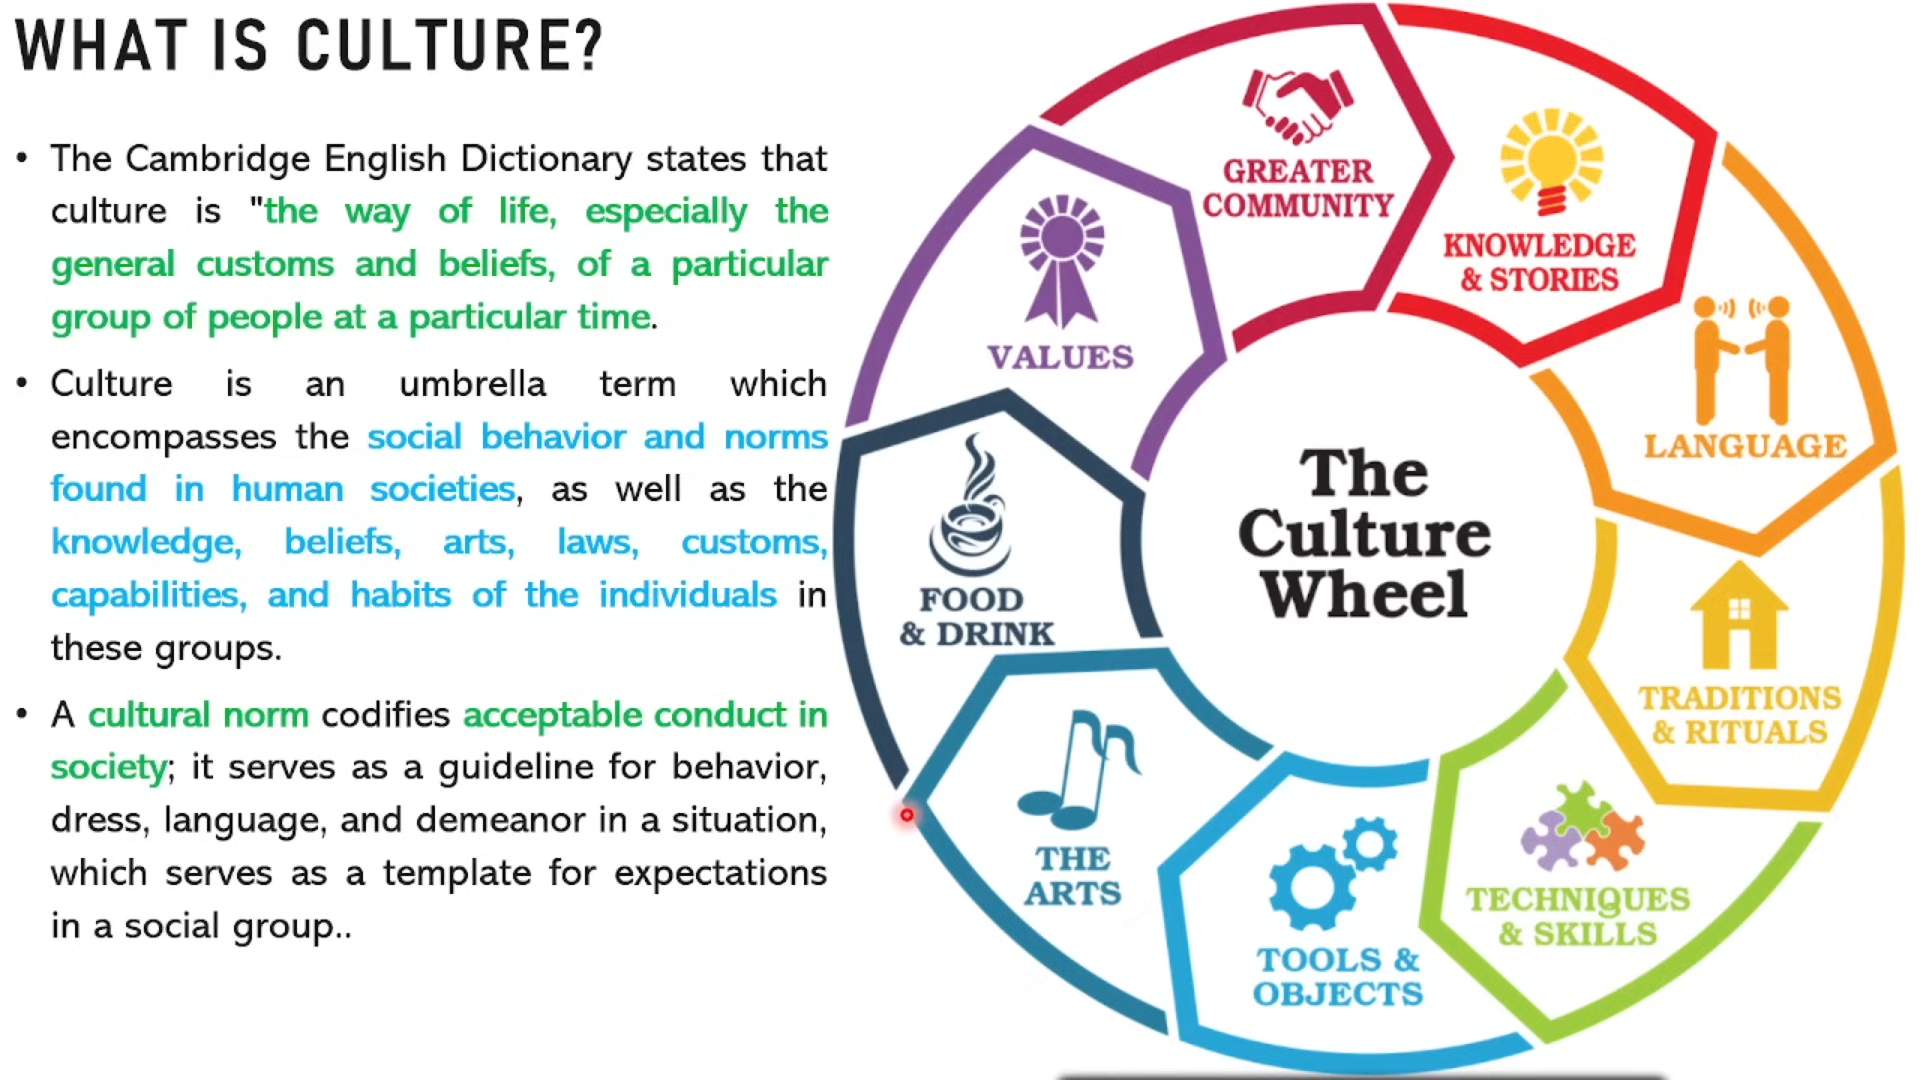 WHAT IS CULTURE?
• The Cambridge English Dictionary states that
culture is "the way of life, especially the
general customs and beliefs, of a particular
group of people at a particular time.
• Culture is an umbrella term which
encompasses the social behavior and norms
found in human societies, as well as the
knowledge, beliefs, arts, laws, customs,
capabilities, and habits of the individuals in
these groups.
• A cultural norm codifies acceptable conduct in
society; it serves as a guideline for behavior,
dress, language, and demeanor in a situation,
which serves as a template for expectations
in a social group..
The
Culture
Wheel
GREATER
COMMUNITY
KNOWLEDGE
& STORIES
LANGUAGE
TRADITIONS
& RITUALS
TECHNIQUES
& SKILLS
TOOLS &
OBJECTS
THE
ARTS
FOOD
& DRINK
VALUES